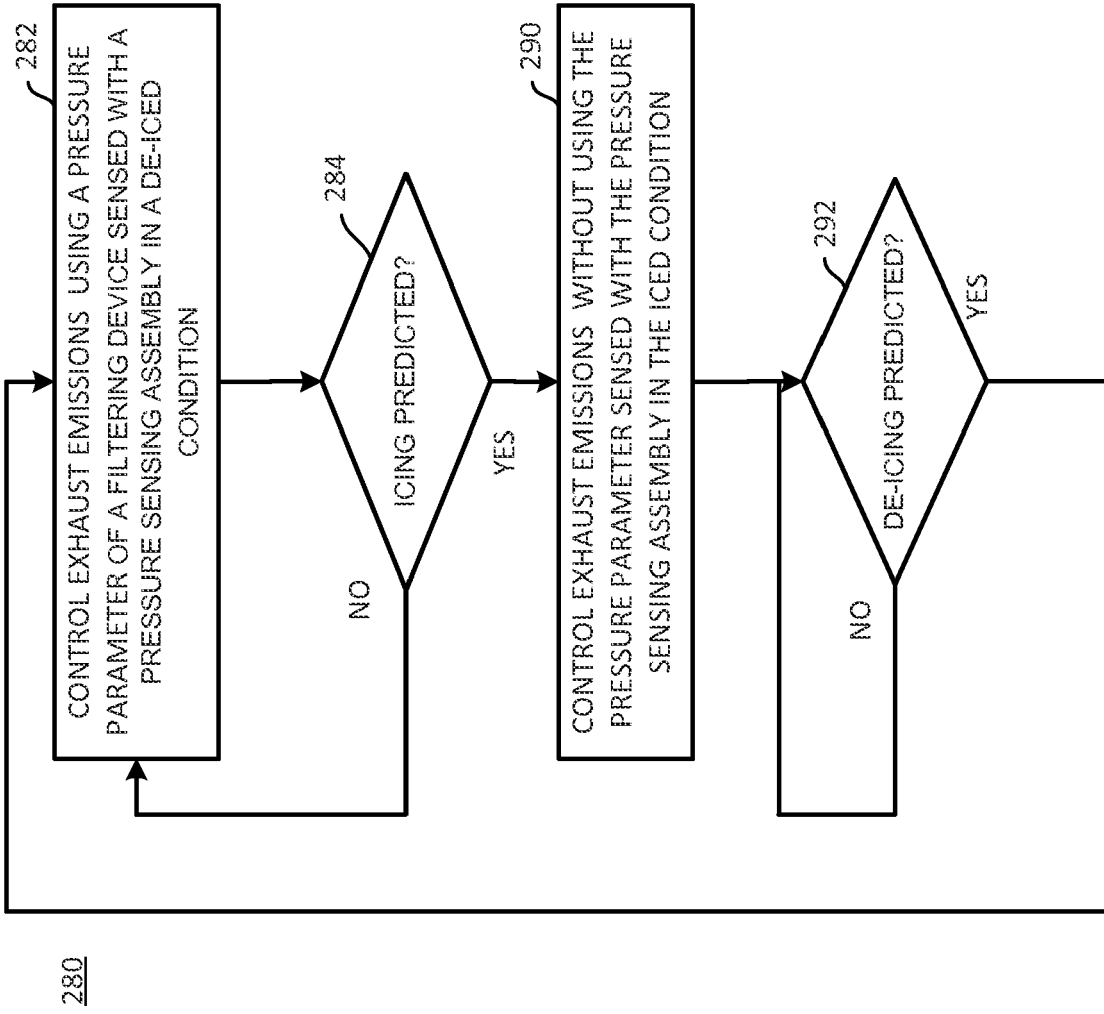 280
282
CONTROL EXHAUST EMISSIONS USING A PRESSURE
PARAMETER OF A FILTERING DEVICE SENSED WITH A
PRESSURE SENSING ASSEMBLY IN A DE-ICED
CONDITION
284
ICING PREDICTED?
NO
YES
290
CONTROL EXHAUST EMISSIONS WITHOUT USING THE
PRESSURE PARAMETER SENSED WITH THE PRESSURE
SENSING ASSEMBLY IN THE ICED CONDITION
292
DE-ICING PREDICTED?
NO
YES